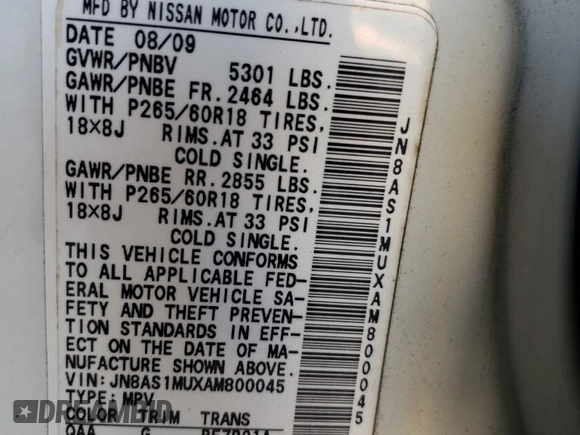 MFD BY NISSAN MOTOR CO.,LTD.
DATE 08/09
GVWR/PNBV 5301 LBS.
GAWR/PNBE FR. 2464 LBS.
WITH P265/60R18 TIRES,
18X8J RIMS. AT 33 PSI
COLD SINGLE.
GAWR/PNBE RR. 2855 LBS.
WITH P265/60R18 TIRES,
18X8J RIMS. AT 33 PSI
COLD SINGLE.
THIS VEHICLE CONFORMS
TO ALL APPLICABLE FED-
ERAL MOTOR VEHICLE SA-
FETY AND THEFT PREVEN-
TION STANDARDS IN EFF-
ECT ON THE DATE OF MA-
NUFACTURE SHOWN ABOVE.
VIN: JN8AS1MUXAM800045
TYPE: MPV
COLOR TRIM TRANS
QAA G
JN8AS1MUXAM800045
DREAMBID